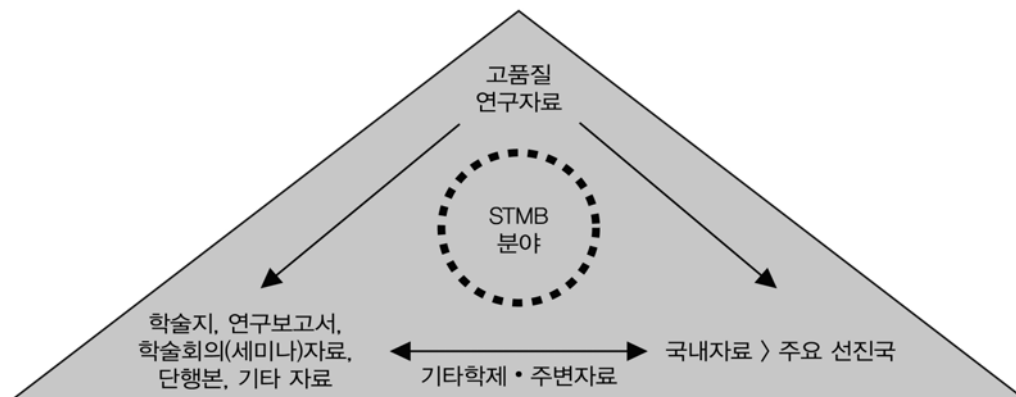 고품질
연구자료
STMB
분야
학술지, 연구보고서,
학술회의(세미나)자료,
단행본, 기타 자료
기타학제 • 주변자료
국내자료 〉 주요 선진국